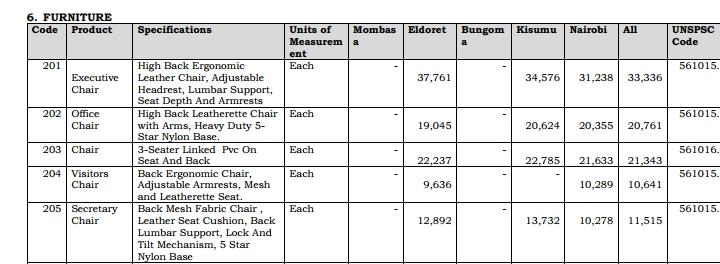 6. FURNITURE
Code Product Specifications Units of Measurem ent Mombas a Eldoret Bungom a Kisumu Nairobi All UNSPSC Code
201 Executive Chair High Back Ergonomic Leather Chair, Adjustable Headrest, Lumbar Support, Seat Depth And Armrests Each - 37,761 - 34,576 31,238 33,336 561015.
202 Office Chair High Back Leatherette Chair with Arms, Heavy Duty 5- Star Nylon Base. Each - 19,045 - 20,624 20,355 20,761 561015.
203 Chair 3-Seater Linked Pvc On Seat And Back Each - 22,237 - 22,785 21,633 21,343 561016.
204 Visitors Chair Back Ergonomic Chair, Adjustable Armrests, Mesh and Leatherette Seat. Each - 9,636 - - 10,289 10,641 561015.
205 Secretary Chair Back Mesh Fabric Chair , Leather Seat Cushion, Back Lumbar Support, Lock And Tilt Mechanism, 5 Star Nylon Base Each - 12,892 - 13,732 10,278 11,515 561015.